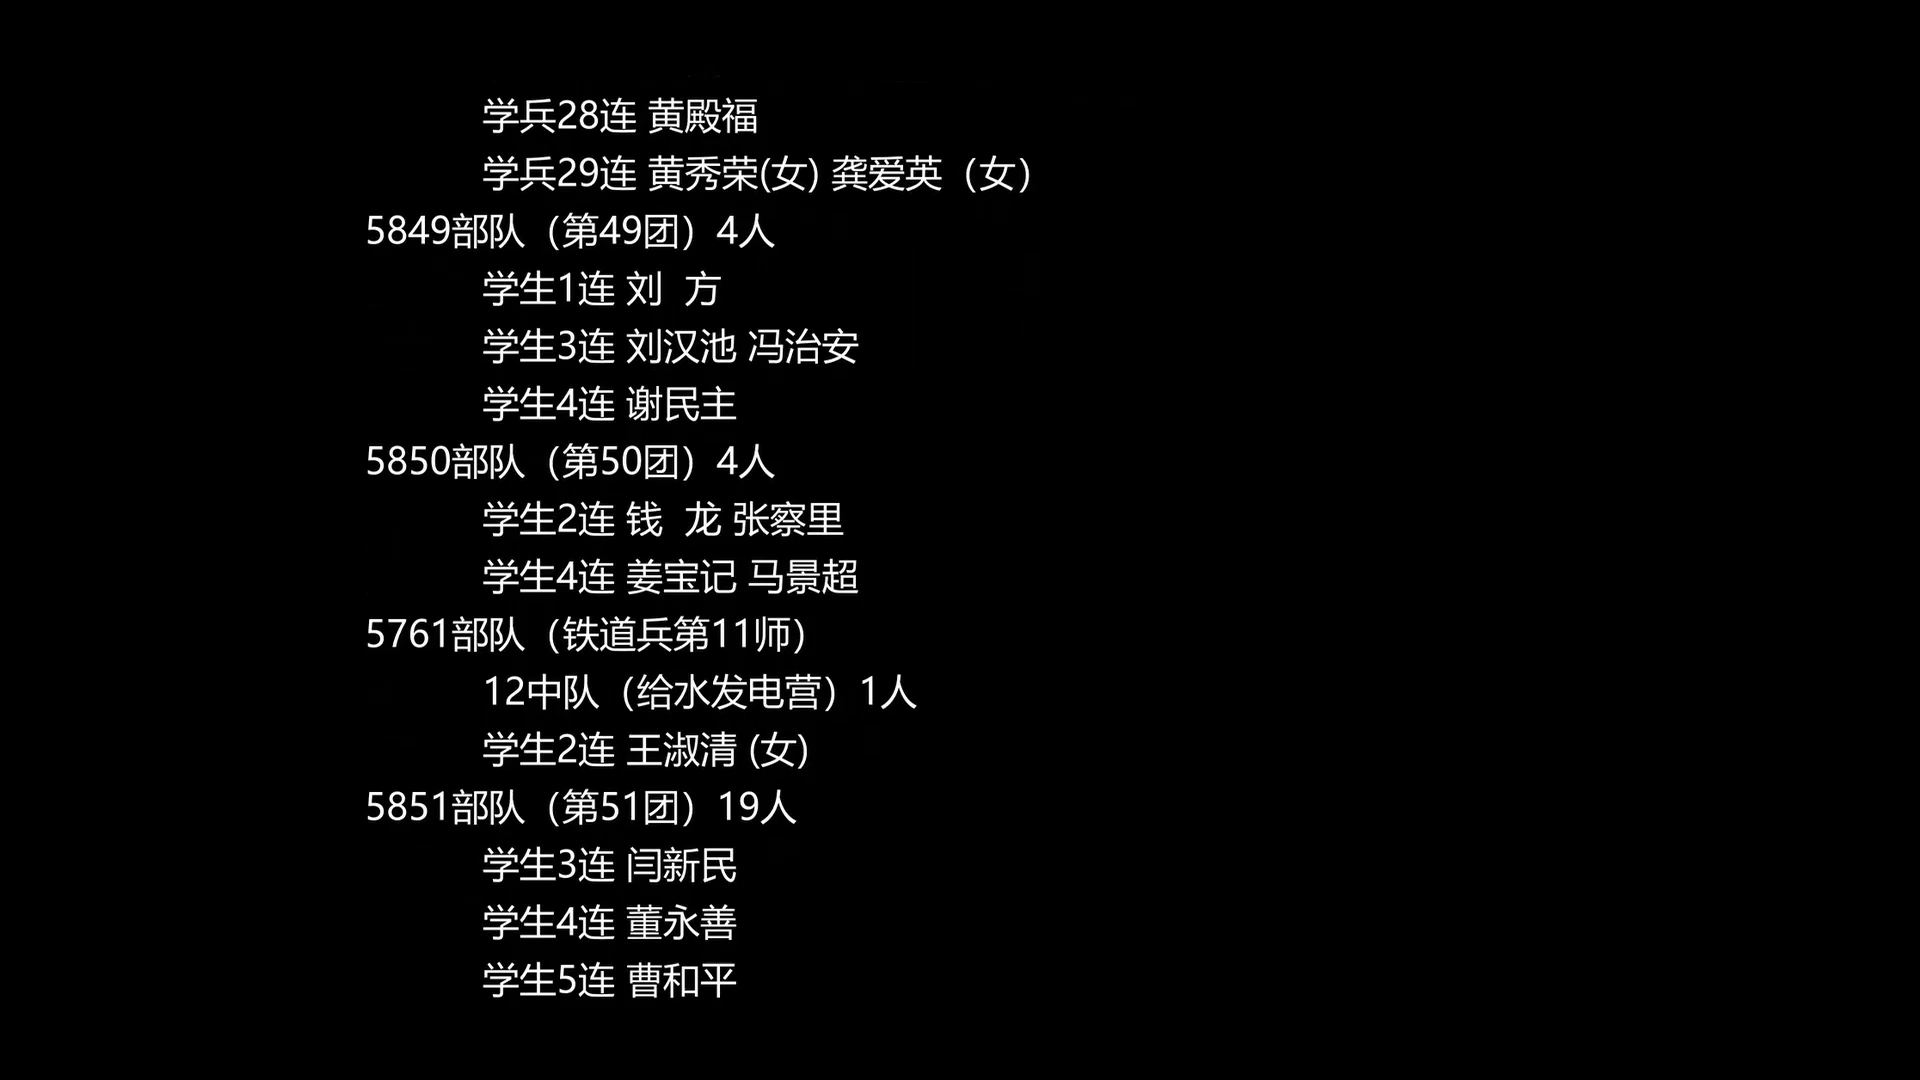 学兵28连 黄殿福
学兵29连 黄秀荣(女) 龚爱英（女）
5849部队（第49团）4人
学生1连 刘  方
学生3连 刘汉池 冯治安
学生4连 谢民主
5850部队（第50团）4人
学生2连 钱  龙 张察里
学生4连 姜宝记 马景超
5761部队（铁道兵第11师）
12中队（给水发电营）1人
学生2连 王淑清 (女)
5851部队（第51团）19人
学生3连 闫新民
学生4连 董永善
学生5连 曹和平